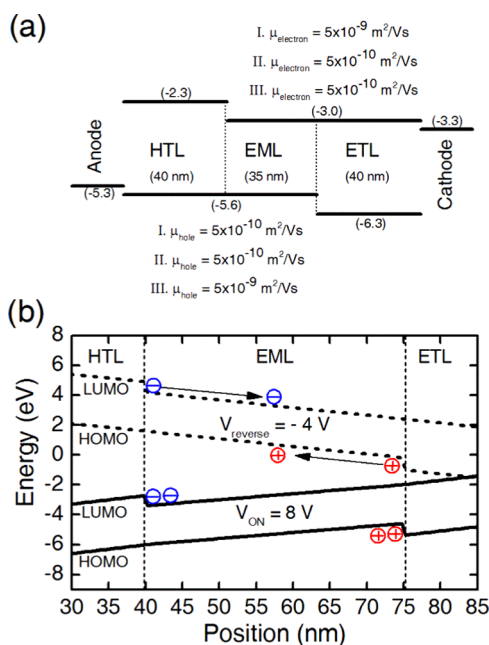 (a)
I. μelectron = 5x10-9 m2/Vs
II. μelectron = 5x10-10 m2/Vs
III. μelectron = 5x10-10 m2/Vs
(-2.3)
(-3.0)
(-3.3)
Anode
HTL
EML
ETL
Cathode
(40 nm)
(35 nm)
(40 nm)
(-5.3)
(-5.6)
(-6.3)
I. μhole = 5x10-10 m2/Vs
II. μhole = 5x10-10 m2/Vs
III. μhole = 5x10-9 m2/Vs
(b)
8
6
4
2
0
-2
-4
-6
-8
Energy (eV)
HTL
EML
ETL
LUMO
HOMO
Vreverse = - 4 V
LUMO
VON = 8 V
HOMO
30 40 45 50 55 60 65 70 75 80 85
Position (nm)